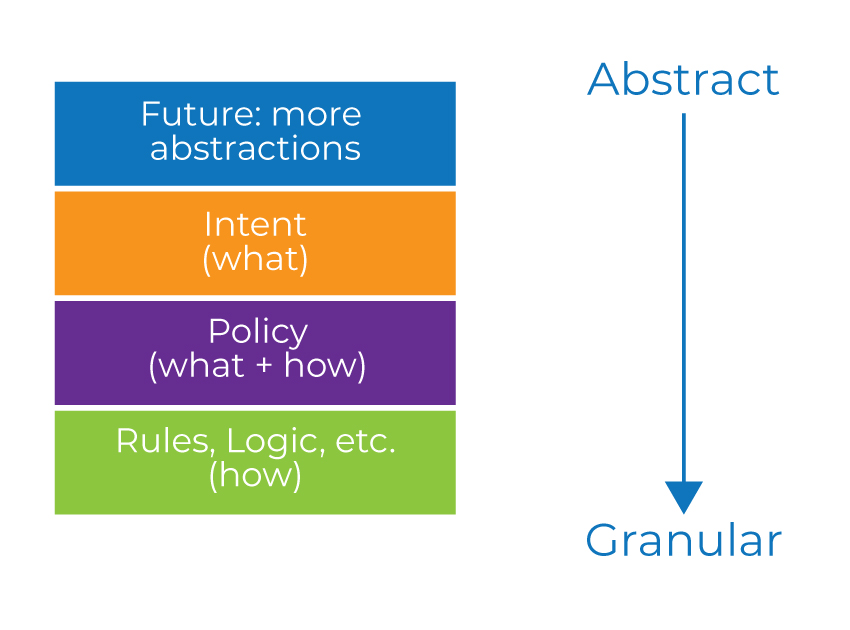 Future: more
abstractions
Intent
(what)
Policy
(what + how)
Rules, Logic, etc.
(how)
Abstract
Granular